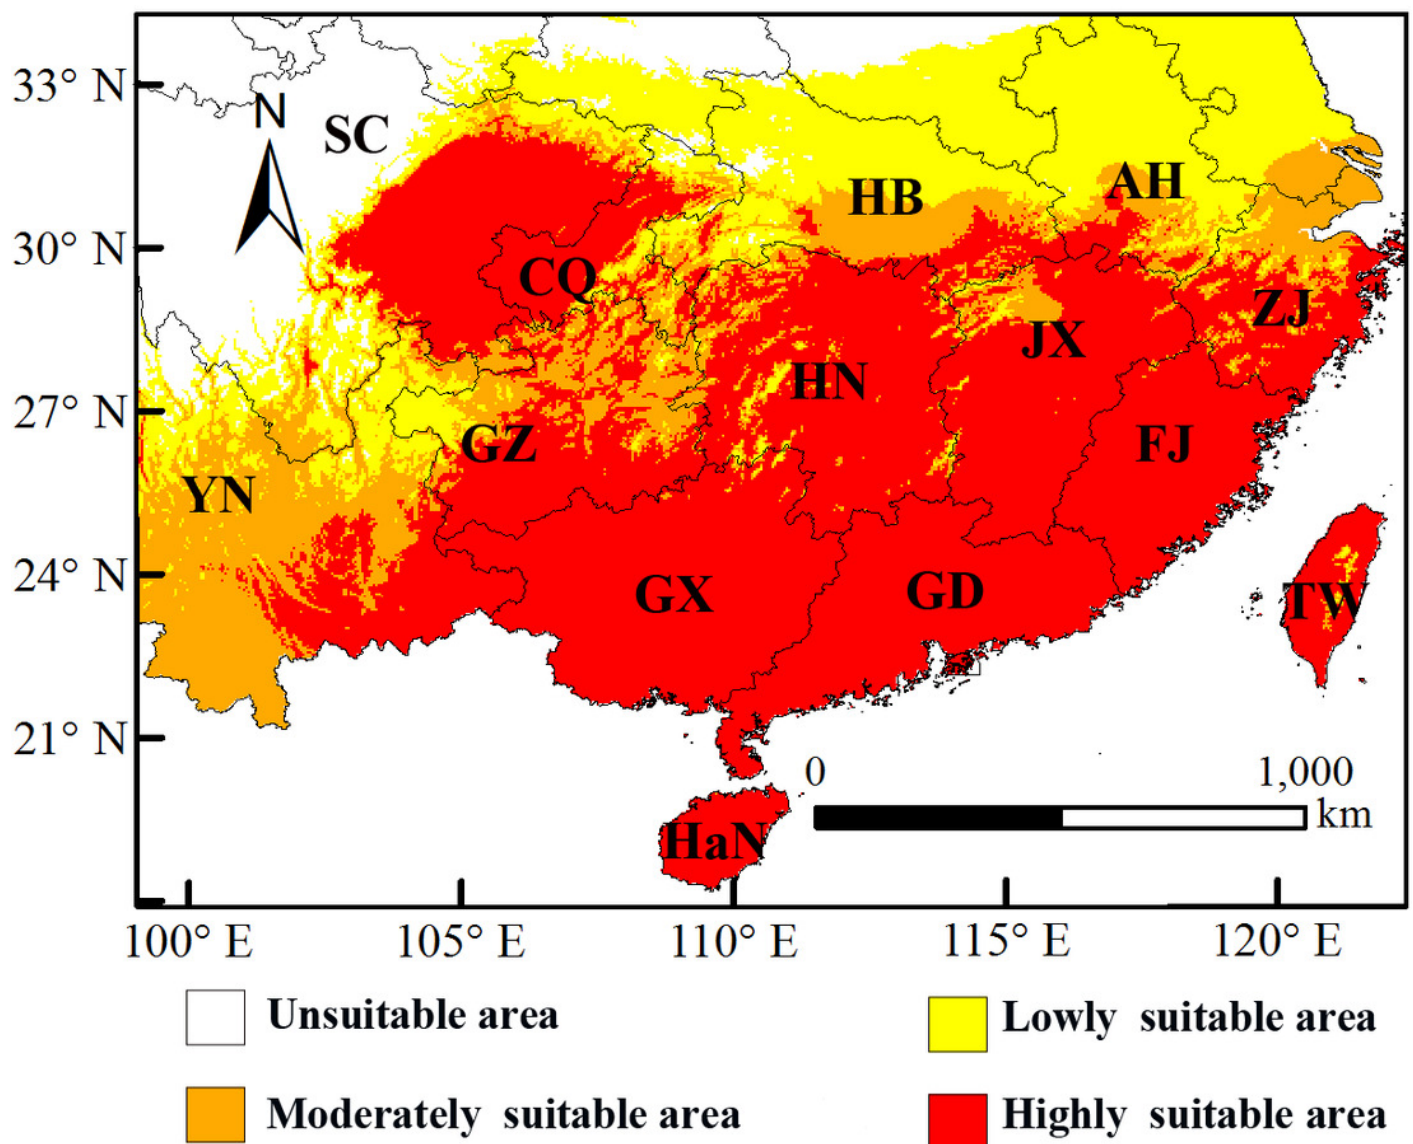 33° N
N
SC
AH
HB
30° N
CQ
ZJ
JX
HN
27° N
GZ
FJ
YN
24° N
GX
GD
TW
21° N
0
1,000
km
HaN
100° E
105° E
110° E
115° E
120° E
Unsuitable area
Lowly suitable area
Moderately suitable area
Highly suitable area